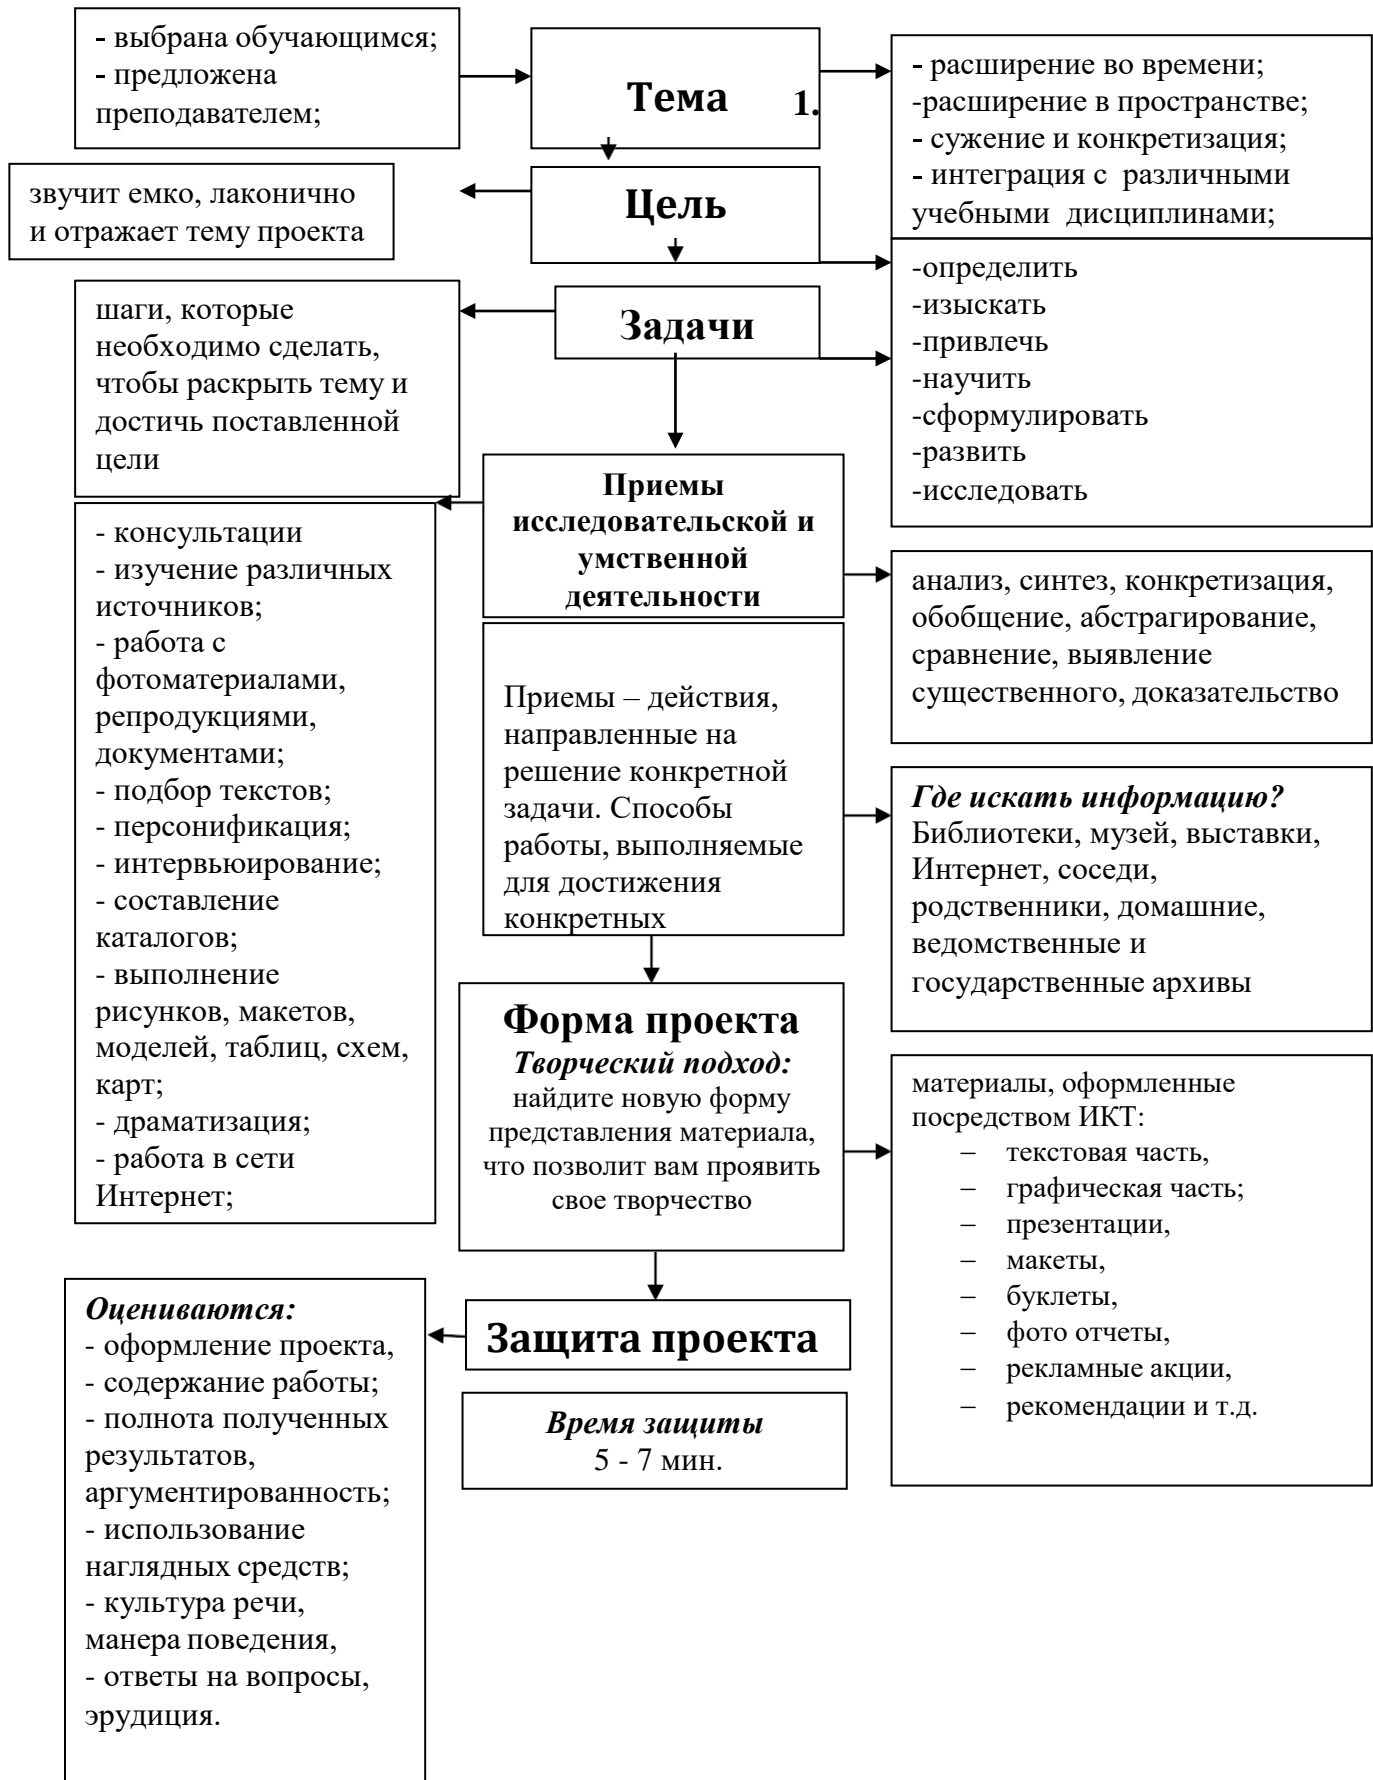 - выбрана обучающимся;
- предложена
преподавателем;
Тема 1.
- расширение во времени;
-расширение в пространстве;
- сужение и конкретизация;
- интеграция с различными
учебными дисциплинами;
звучит емко, лаконично
и отражает тему проекта
Цель
-определить
-изыскать
-привлечь
-научить
-сформулировать
-развить
-исследовать
шаги, которые
необходимо сделать,
чтобы раскрыть тему и
достичь поставленной
цели
Задачи
Приемы
исследовательской и
умственной
деятельности
- консультации
- изучение различных
источников;
- работа с
фотоматериалами,
репродукциями,
документами;
- подбор текстов;
- персонификация;
- интервьюирование;
- составление
каталогов;
- выполнение
рисунков, макетов,
моделей, таблиц, схем,
карт;
- драматизация;
- работа в сети
Интернет;
анализ, синтез, конкретизация,
обобщение, абстрагирование,
сравнение, выявление
существенного, доказательство
Приемы – действия,
направленные на
решение конкретной
задачи. Способы
работы, выполняемые
для достижения
конкретных
Где искать информацию?
Библиотеки, музей, выставки,
Интернет, соседи,
родственники, домашние,
ведомственные и
государственные архивы
Форма проекта
Творческий подход:
найдите новую форму
представления материала,
что позволит вам проявить
свое творчество
материалы, оформленные
посредством ИКТ:
– текстовая часть,
– графическая часть;
– презентации,
– макеты,
– буклеты,
– фото отчеты,
– рекламные акции,
– рекомендации и т.д.
Оцениваются:
- оформление проекта,
- содержание работы;
- полнота полученных
результатов,
аргументированность;
- использование
наглядных средств;
- культура речи,
манера поведения,
- ответы на вопросы,
эрудиция.
Защита проекта
Время защиты
5 - 7 мин.